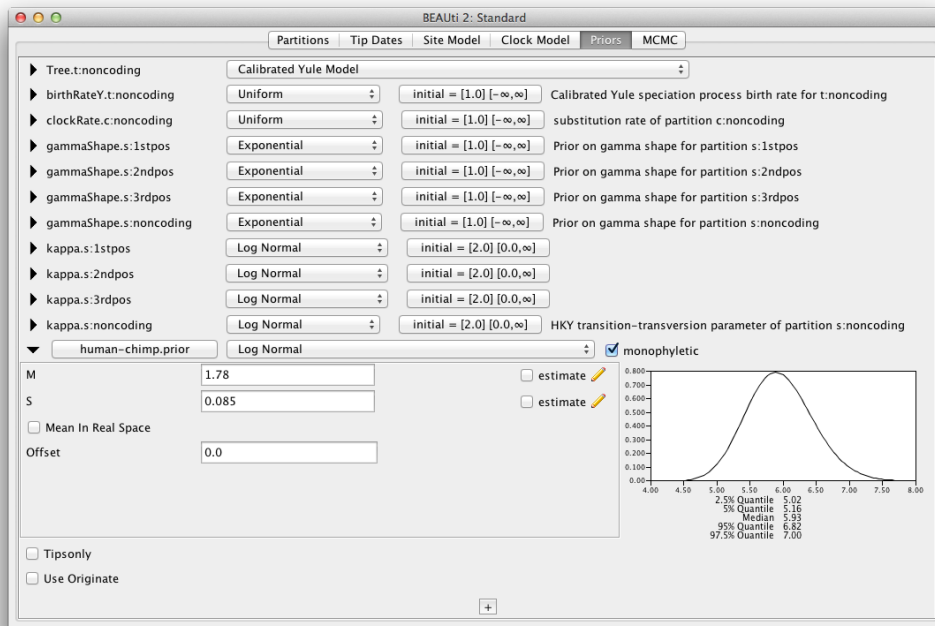 BEAUti 2: Standard
Partitions Tip Dates Site Model Clock Model Priors MCMC
Tree.t:noncoding Calibrated Yule Model
birthRateY.t:noncoding Uniform initial = [1.0] [-∞,∞] Calibrated Yule speciation process birth rate for t:noncoding
clockRate.c:noncoding Uniform initial = [1.0] [-∞,∞] substitution rate of partition c:noncoding
gammaShape.s:1stpos Exponential initial = [1.0] [-∞,∞] Prior on gamma shape for partition s:1stpos
gammaShape.s:2ndpos Exponential initial = [1.0] [-∞,∞] Prior on gamma shape for partition s:2ndpos
gammaShape.s:3rdpos Exponential initial = [1.0] [-∞,∞] Prior on gamma shape for partition s:3rdpos
gammaShape.s:noncoding Exponential initial = [1.0] [-∞,∞] Prior on gamma shape for partition s:noncoding
kappa.s:1stpos Log Normal initial = [2.0] [0.0,∞]
kappa.s:2ndpos Log Normal initial = [2.0] [0.0,∞]
kappa.s:3rdpos Log Normal initial = [2.0] [0.0,∞]
kappa.s:noncoding Log Normal initial = [2.0] [0.0,∞] HKY transition-transversion parameter of partition s:noncoding
human-chimp.prior Log Normal monophyletic
M 1.78 estimate
S 0.085 estimate
Mean In Real Space
Offset 0.0
0.800
0.700
0.600
0.500
0.400
0.300
0.200
0.100
0.00
4.00 4.50 5.00 5.50 6.00 6.50 7.00 7.50 8.00
2.5% Quantile 5.02
5% Quantile 5.16
Median 5.93
95% Quantile 6.82
97.5% Quantile 7.00
Tipsonly
Use Originate
+